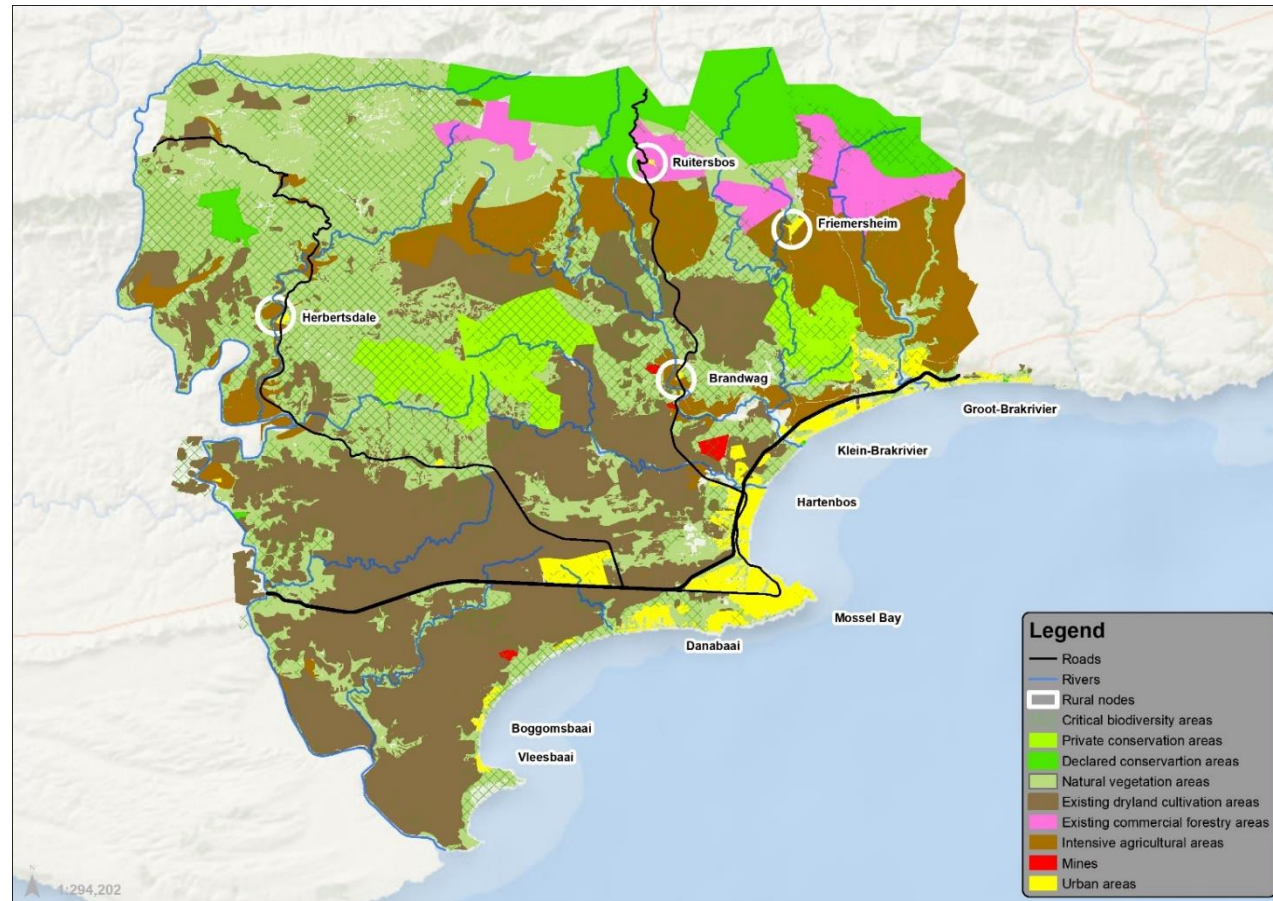 Ruitersbos
Friemersheim
Herbertsdale
Brandwag
Groot-Brakrivier
Klein-Brakrivier
Hartenbos
Mossel Bay
Danabaai
Boggomsbaai
Vleesbaai
Legend
Roads
Rivers
Rural nodes
Critical biodiversity areas
Private conservation areas
Declared conservartion areas
Natural vegetation areas
Existing dryland cultivation areas
Existing commercial forestry areas
Intensive agricultural areas
Mines
Urban areas
N
1:294,202